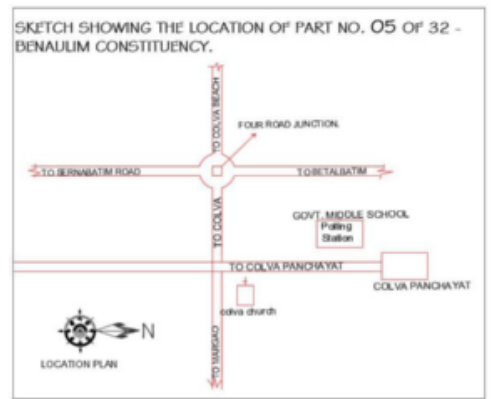 SKETCH SHOWING THE LOCATION OF PART NO. 05 OF 32 -
BENAULIM CONSTITUENCY.
TO COLVA BEACH
FOUR ROAD JUNCTION.
TO SERNABATIM ROAD
TO BETALBATIM
TO COLVA
GOVT. MIDDLE SCHOOL
Polling
Station
TO COLVA PANCHAYAT
COLVA PANCHAYAT
colva church
N
TO MARGAO
LOCATION PLAN